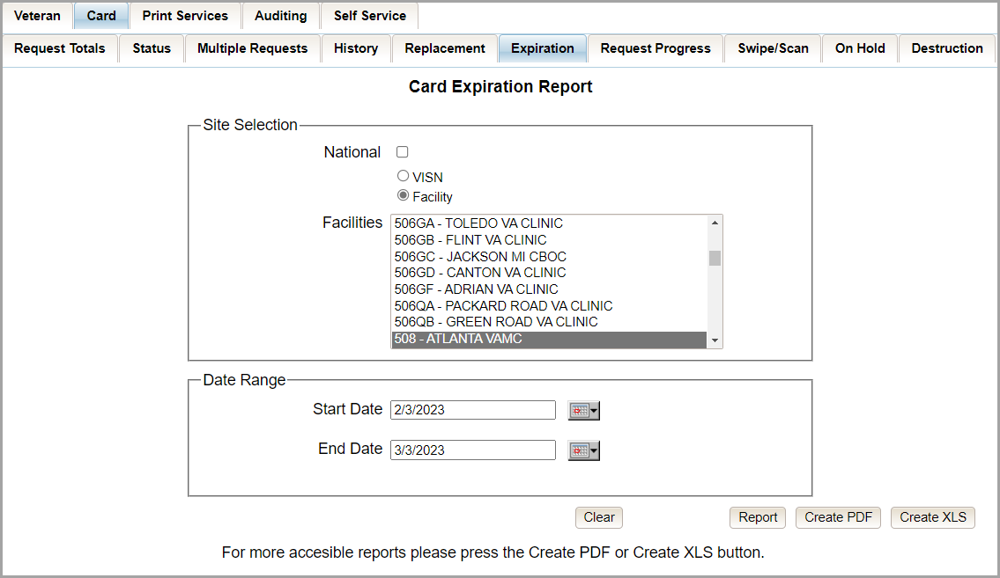 Veteran Card Print Services Auditing Self Service
Request Totals Status Multiple Requests History Replacement Expiration Request Progress Swipe/Scan On Hold Destruction
Card Expiration Report
Site Selection
National
VISN
Facility
Facilities
506GA - TOLEDO VA CLINIC
506GB - FLINT VA CLINIC
506GC - JACKSON MI CBOC
506GD - CANTON VA CLINIC
506GF - ADRIAN VA CLINIC
506QA - PACKARD ROAD VA CLINIC
506QB - GREEN ROAD VA CLINIC
508 - ATLANTA VAMC
Date Range
Start Date 2/3/2023
End Date 3/3/2023
Clear Report Create PDF Create XLS
For more accesible reports please press the Create PDF or Create XLS button.